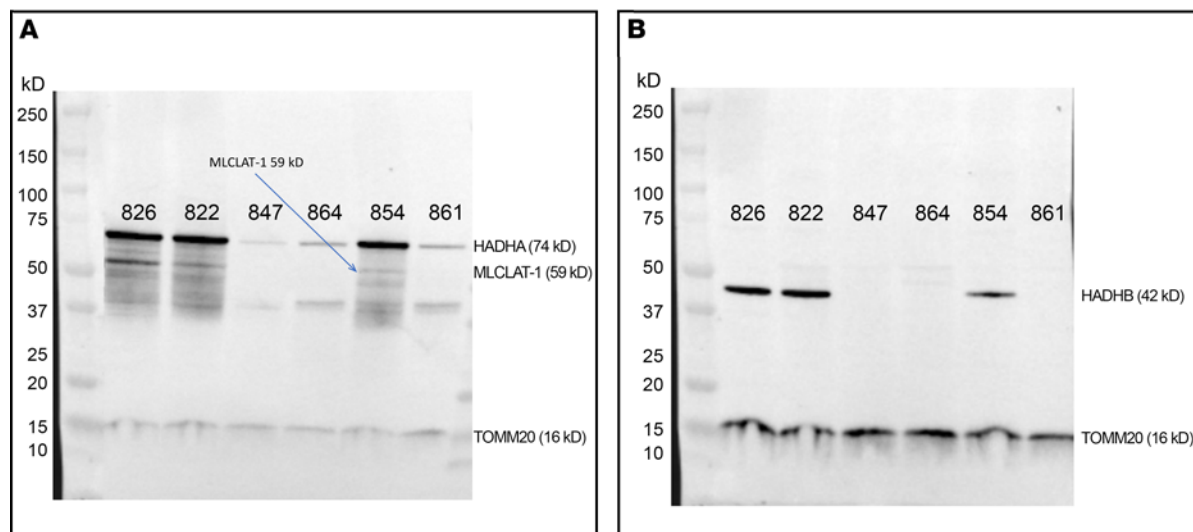 A
kD
250
150
100
75
50
37
25
20
15
10
MLCLAT-1 59 kD
826 822 847 864 854 861
HADHA (74 kD)
MLCLAT-1 (59 kD)
TOMM20 (16 kD)
B
kD
250
150
100
75
50
37
25
20
15
10
826 822 847 864 854 861
HADHB (42 kD)
TOMM20 (16 kD)